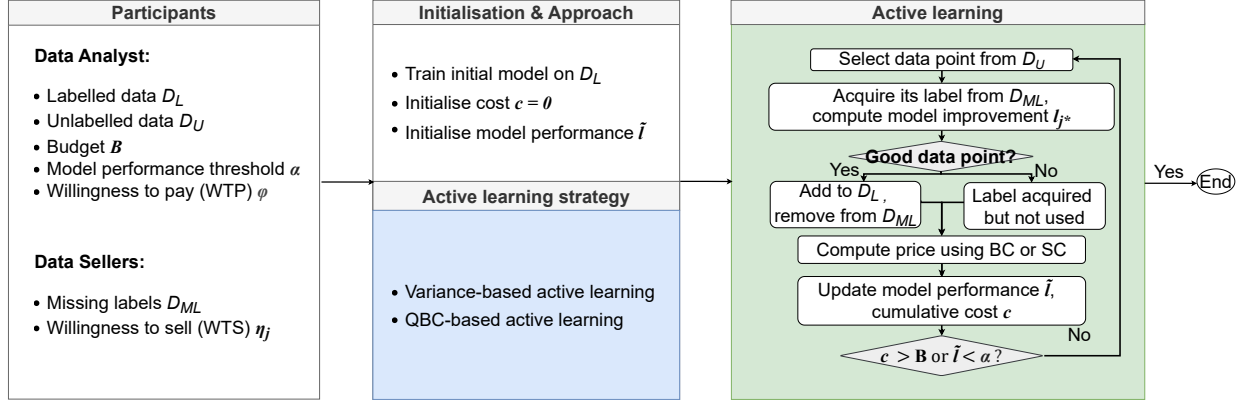 Participants
Data Analyst:
• Labelled data D_L
• Unlabelled data D_U
• Budget B
• Model performance threshold α
• Willingness to pay (WTP) φ
Data Sellers:
• Missing labels D_ML
• Willingness to sell (WTS) η_j
Initialisation & Approach
• Train initial model on D_L
• Initialise cost c = 0
• Initialise model performance l̃
Active learning strategy
• Variance-based active learning
• QBC-based active learning
Active learning
Select data point from D_U
Acquire its label from D_ML,
compute model improvement l_j*
Good data point?
Yes
No
Add to D_L ,
remove from D_ML
Label acquired
but not used
Compute price using BC or SC
Update model performance l̃,
cumulative cost c
No
c > B or l̃ < α ?
Yes
End